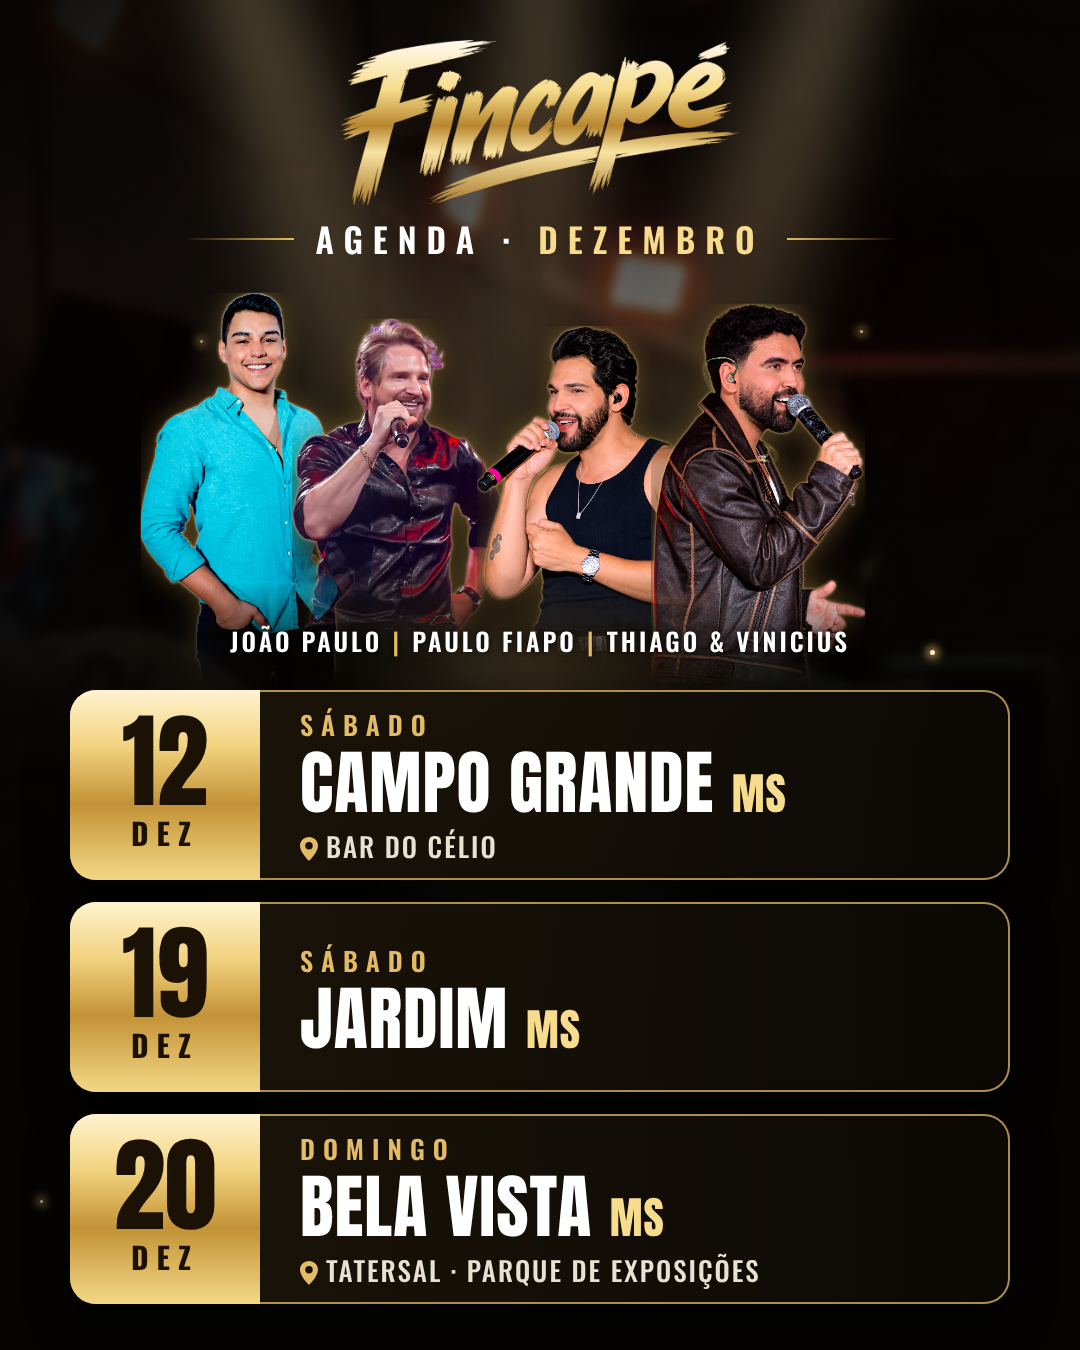 Fincapé
AGENDA · DEZEMBRO
JOÃO PAULO | PAULO FIAPO | THIAGO & VINICIUS
12
DEZ
SÁBADO
CAMPO GRANDE MS
BAR DO CÉLIO
19
DEZ
SÁBADO
JARDIM MS
20
DEZ
DOMINGO
BELA VISTA MS
TATERSAL · PARQUE DE EXPOSIÇÕES